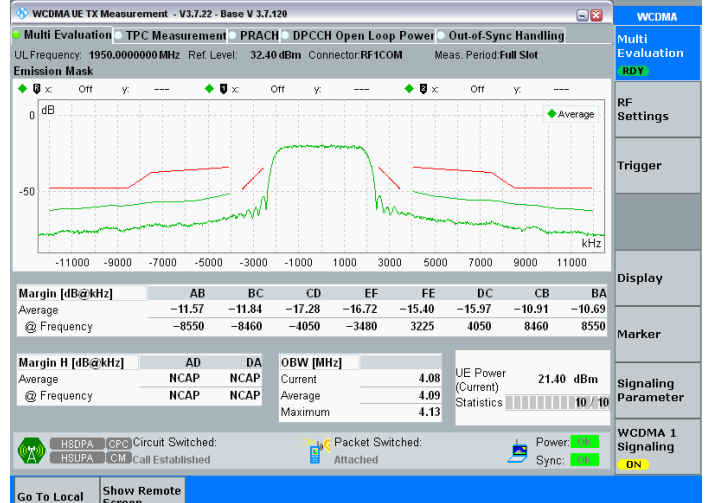 WCDMA UE TX Measurement - V3.7.22 - Base V 3.7.120
WCDMA
Multi Evaluation TPC Measurement PRACH DPCCH Open Loop Power Out-of-Sync Handling
Multi Evaluation
RDY
UL Frequency: 1950.0000000 MHz Ref. Level: 32.40 dBm Connector:RF1COM Meas. Period:Full Slot
Emission Mask
x: Off y: --- x: Off y: --- x: Off y: ---
dB
Average
0
-50
kHz
-11000 -9000 -7000 -5000 -3000 -1000 1000 3000 5000 7000 9000 11000
RF Settings
Trigger
Display
Marker
Signaling Parameter
WCDMA 1 Signaling
ON
Margin [dB@kHz] AB BC CD EF FE DC CB BA
Average −11.57 −11.84 −17.28 −16.72 −15.40 −15.97 −10.91 −10.69
@ Frequency −8550 −8460 −4050 −3480 3225 4050 8460 8550
Margin H [dB@kHz] AD DA
Average NCAP NCAP
@ Frequency NCAP NCAP
OBW [MHz]
Current 4.08
Average 4.09
Maximum 4.13
UE Power (Current) 21.40 dBm
Statistics 10 / 10
HSDPA CPC Circuit Switched:
HSUPA CM Call Established
Packet Switched:
Attached
Power:
Sync:
Go To Local
Show Remote